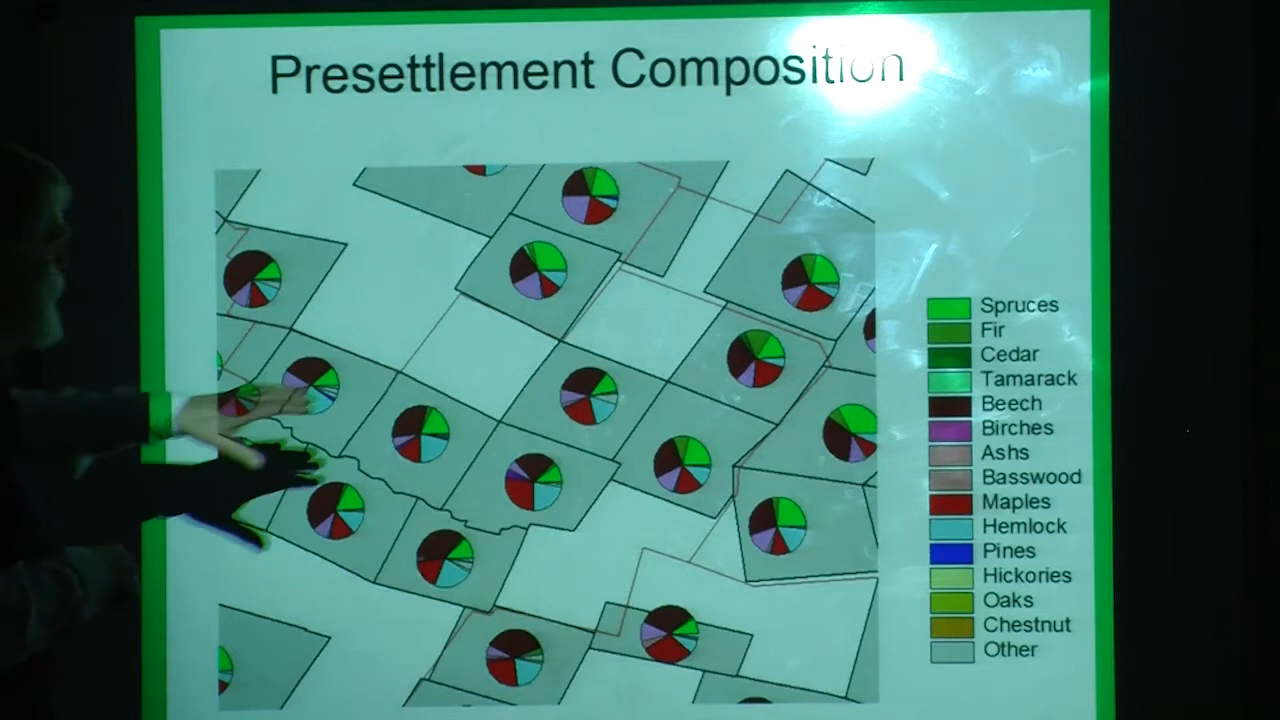 Presettlement Composition
Spruces
Fir
Cedar
Tamarack
Beech
Birches
Ashs
Basswood
Maples
Hemlock
Pines
Hickories
Oaks
Chestnut
Other